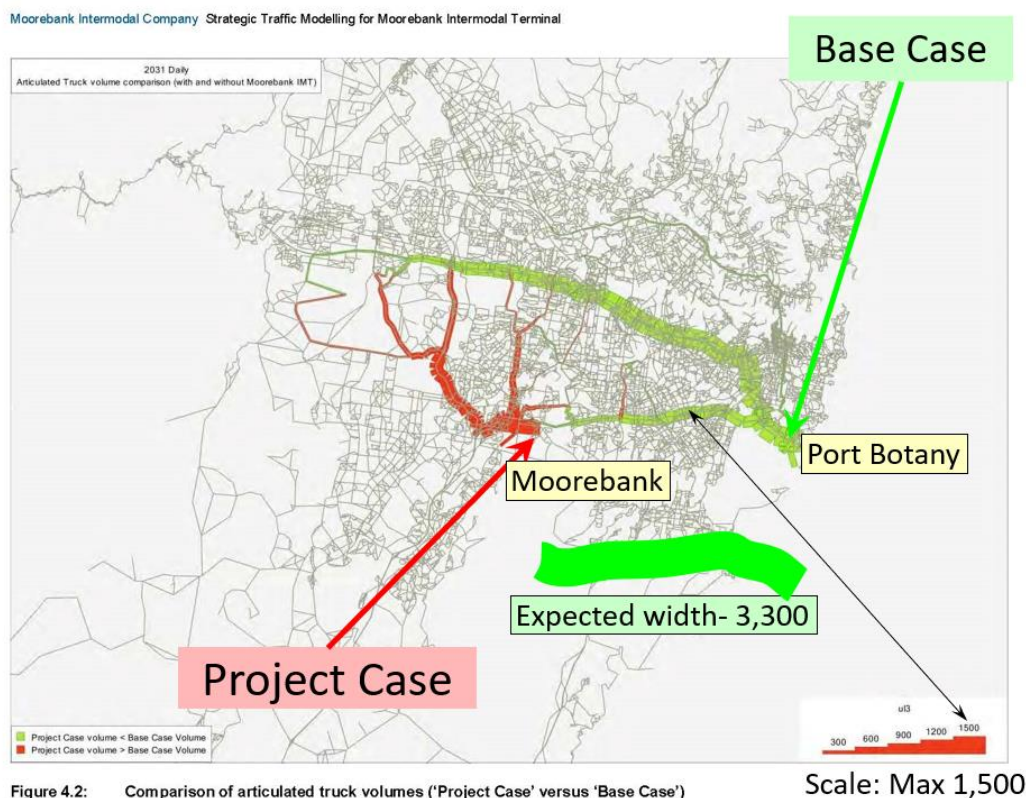 Moorebank Intermodal Company Strategic Traffic Modelling for Moorebank Intermodal Terminal
Base Case
2031 Daily
Articulated Truck volume comparison (with and without Moorebank IMT)
Port Botany
Moorebank
Expected width- 3,300
Project Case
ul3
300 600 900 1200 1500
Project Case volume < Base Case Volume
Project Case volume > Base Case Volume
Scale: Max 1,500
Figure 4.2: Comparison of articulated truck volumes ('Project Case' versus 'Base Case')